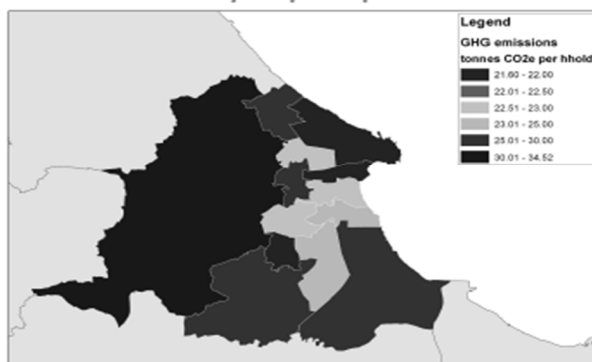 Legend
GHG emissions
tonnes CO2e per hhold
21.60 - 22.00
22.01 - 22.50
22.51 - 23.00
23.01 - 25.00
25.01 - 30.00
30.01 - 34.52